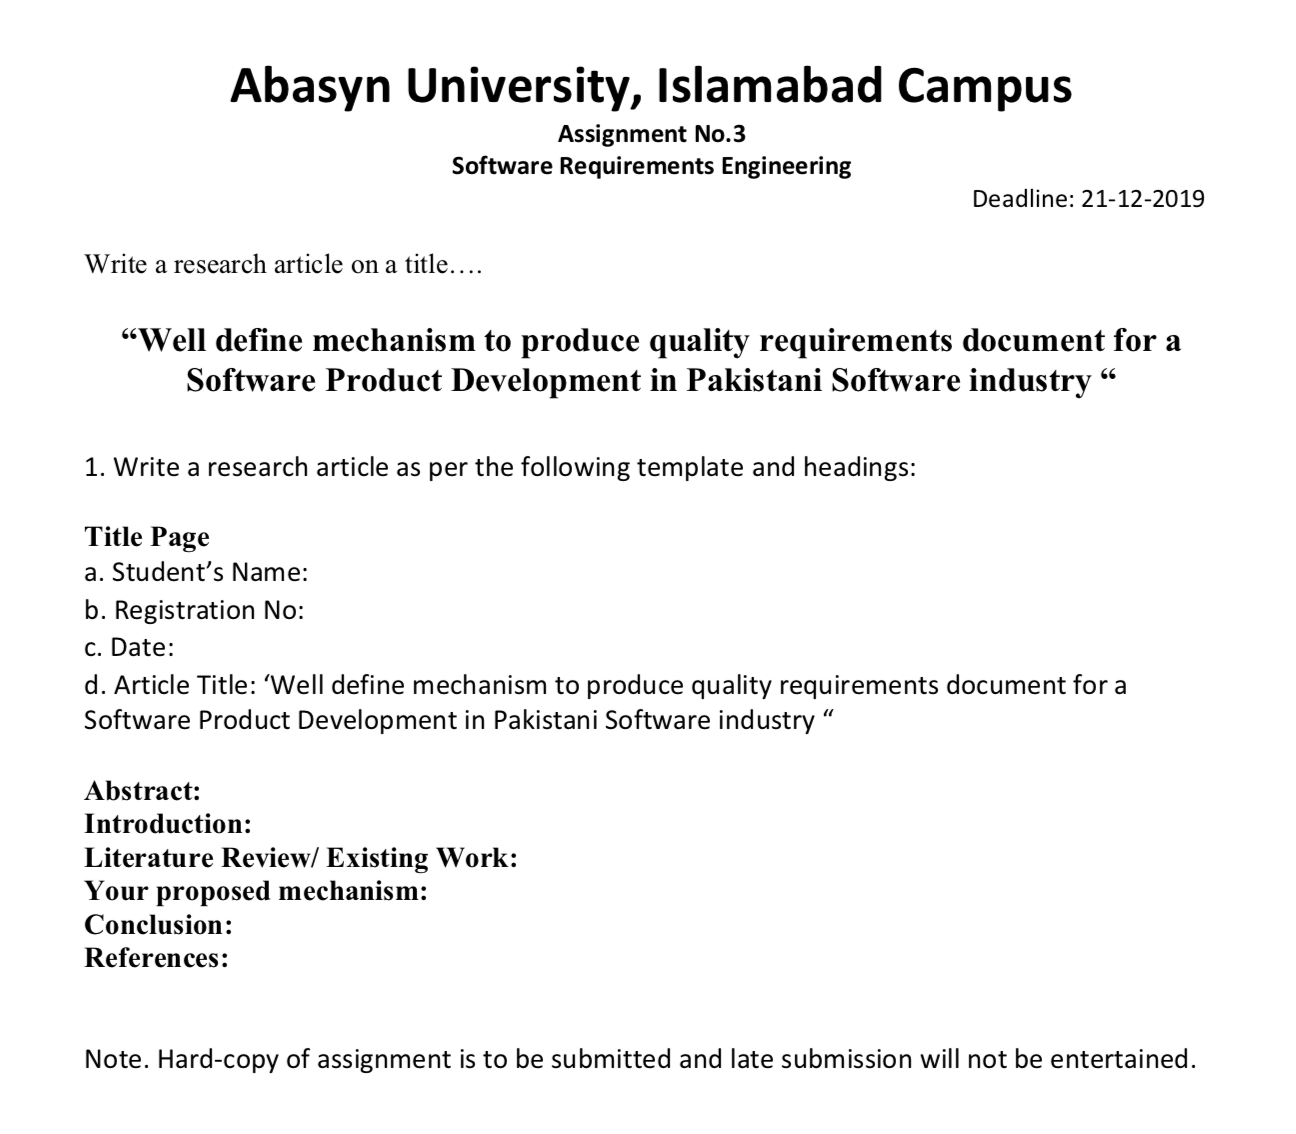 Abasyn University, Islamabad Campus
Assignment No.3
Software Requirements Engineering
Deadline: 21-12-2019
Write a research article on a title….
“Well define mechanism to produce quality requirements document for a
Software Product Development in Pakistani Software industry “
1. Write a research article as per the following template and headings:
Title Page
a. Student’s Name:
b. Registration No:
c. Date:
d. Article Title: ‘Well define mechanism to produce quality requirements document for a
Software Product Development in Pakistani Software industry “
Abstract:
Introduction:
Literature Review/ Existing Work:
Your proposed mechanism:
Conclusion:
References:
Note. Hard-copy of assignment is to be submitted and late submission will not be entertained.